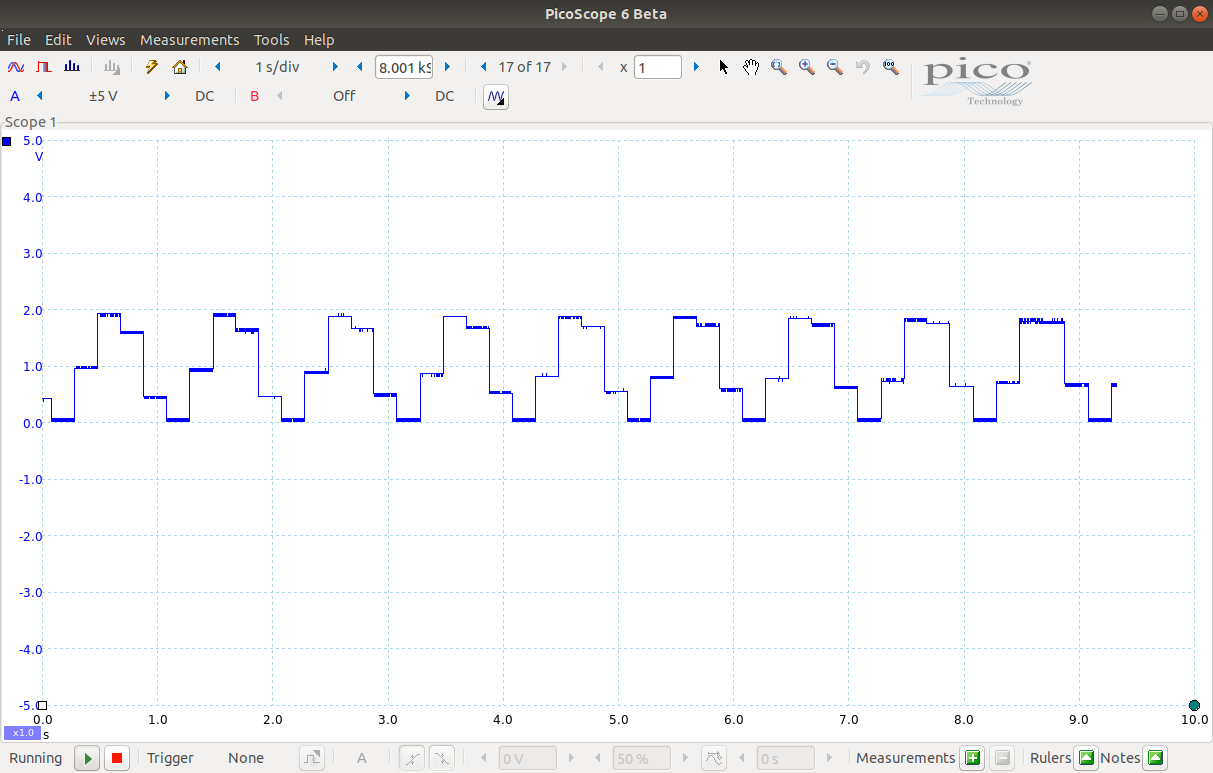 PicoScope 6 Beta
File Edit Views Measurements Tools Help
1 s/div 8.001 kS 17 of 17 x 1
pico
Technology
A ±5 V DC B Off DC
Scope 1
5.0
V
4.0
3.0
2.0
1.0
0.0
-1.0
-2.0
-3.0
-4.0
-5.0
0.0 1.0 2.0 3.0 4.0 5.0 6.0 7.0 8.0 9.0 10.0
x1.0 s
Running Trigger None A 0 V 50 % 0 s Measurements Rulers Notes